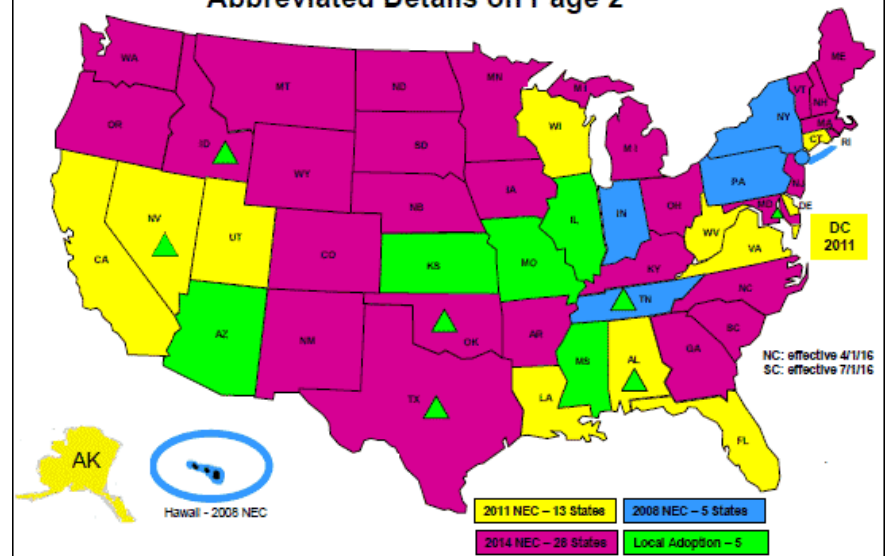 Abbreviated Details on Page 2
WA
MT
ND
MN
MI
ME
VT
NH
OR
ID
SD
WI
NY
MA
CT
RI
WY
MI
IA
PA
NJ
NB
NV
UT
CO
IL
IN
OH
MD
DE
WV
DC
2011
CA
KS
MO
VA
KY
NC
AZ
NM
OK
TN
AR
SC
MS
AL
GA
NC: effective 4/1/16
SC: effective 7/1/16
TX
LA
FL
AK
Hawaii - 2008 NEC
2011 NEC – 13 States
2008 NEC – 5 States
2014 NEC – 28 States
Local Adoption – 5